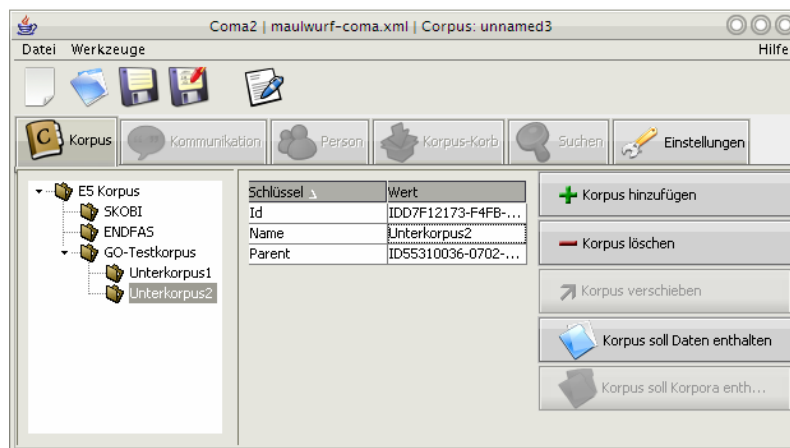 Coma2 | maulwurf-coma.xml | Corpus: unnamed3
Datei Werkzeuge Hilfe
Korpus Kommunikation Person Korpus-Korb Suchen Einstellungen
E5 Korpus
SKOBI
ENDFAS
GO-Testkorpus
Unterkorpus1
Unterkorpus2
Schlüssel Wert
Id IDD7F12173-F4FB-...
Name Unterkorpus2
Parent ID55310036-0702-...
Korpus hinzufügen
Korpus löschen
Korpus verschieben
Korpus soll Daten enthalten
Korpus soll Korpora enth...